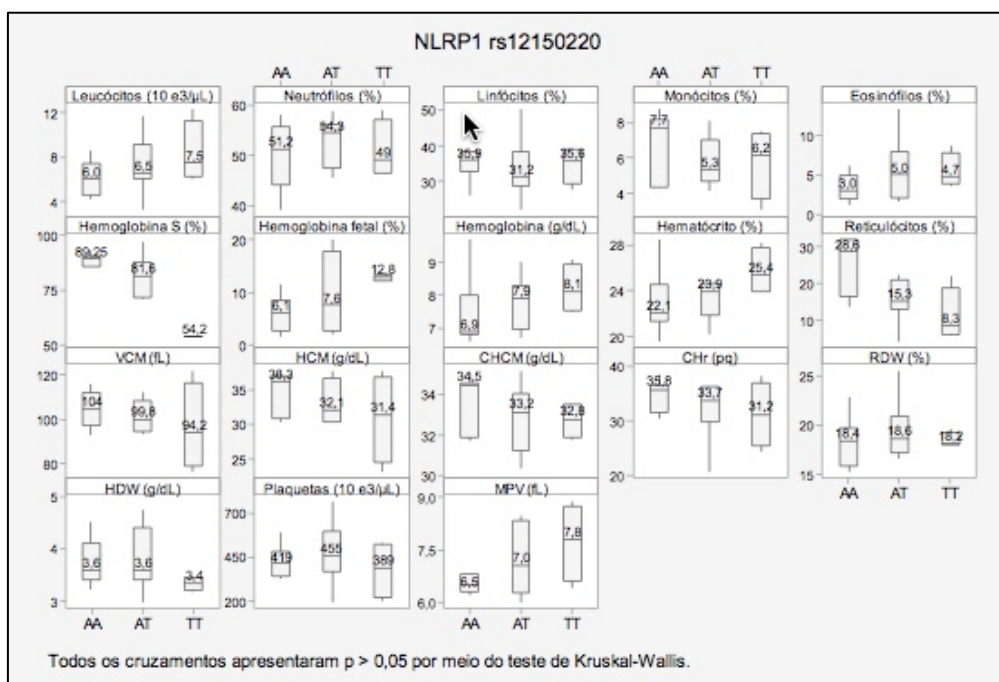 NLRP1 rs12150220
AA AT TT AA AT TT
Leucócitos (10 e3/µL) Neutrófilos (%) Linfócitos (%) Monócitos (%) Eosinófilos (%)
12 60 50 8 10
8 50 40 6 5
4 40 30 4 0
6,0 6,5 7,5 51,2 54,3 49 35,9 31,2 35,6 7,7 5,3 6,2 3,0 5,0 4,7
Hemoglobina S (%) Hemoglobina fetal (%) Hemoglobina (g/dL) Hematócrito (%) Reticulócitos (%)
100 20 9 28 30
75 10 8 24 20
50 0 7 20 10
89,25 81,6 54,2 6,1 7,6 12,8 6,9 7,9 8,1 22,1 23,9 25,4 28,6 15,3 8,3
VCM (fL) HCM (g/dL) CHCM (g/dL) CHr (pq) RDW (%)
120 35 34 40 25
100 30 32 30 20
80 25 30 20 15
104 99,8 94,2 36,3 32,1 31,4 34,5 33,2 32,8 35,8 33,7 31,2 18,4 18,6 18,2
HDW (g/dL) Plaquetas (10 e3/µL) MPV (fL)
AA AT TT
5 700 9,0
4 450 7,5
3 200 6,0
3,6 3,6 3,4 419 455 389 6,5 7,0 7,8
AA AT TT AA AT TT
Todos os cruzamentos apresentaram p > 0,05 por meio do teste de Kruskal-Wallis.